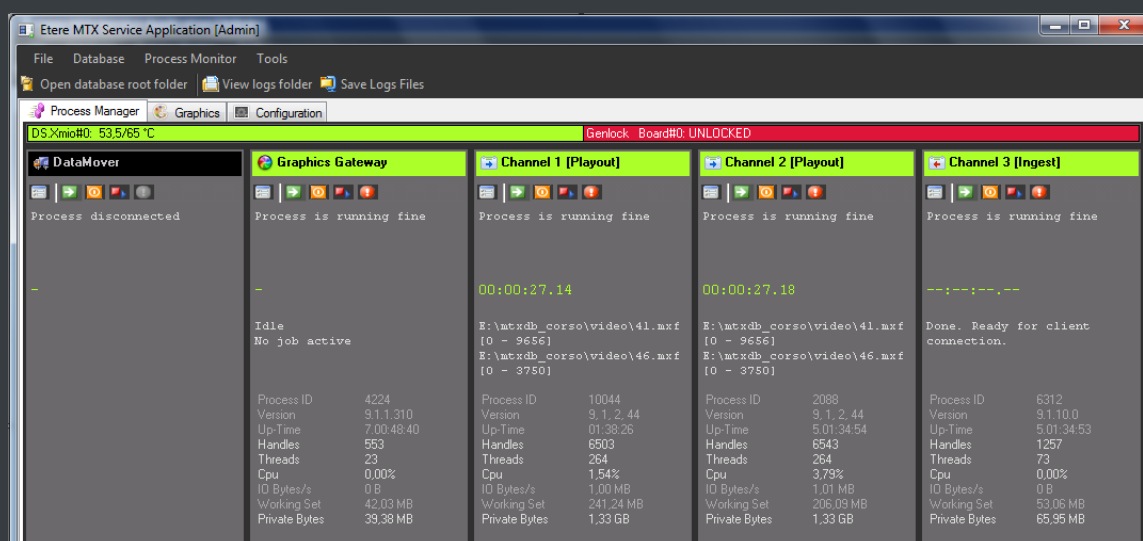 Etere MTX Service Application [Admin]
File Database Process Monitor Tools
Open database root folder View logs folder Save Logs Files
Process Manager Graphics Configuration
DS.Xmio#0: 53,5/65 °C Genlock Board#0: UNLOCKED
DataMover
Process disconnected
-
Graphics Gateway
Process is running fine
-
Idle
No job active
Process ID 4224
Version 9.1.1.310
Up-Time 7.00:48:40
Handles 553
Threads 23
Cpu 0,00%
IO Bytes/s 0 B
Working Set 42,03 MB
Private Bytes 39,38 MB
Channel 1 [Playout]
Process is running fine
00:00:27.14
E:\mtxdb_corso\video\41.mxf
[0 - 9656]
E:\mtxdb_corso\video\46.mxf
[0 - 3750]
Process ID 10044
Version 9, 1, 2, 44
Up-Time 01:38:26
Handles 6503
Threads 264
Cpu 1,54%
IO Bytes/s 1,00 MB
Working Set 241,24 MB
Private Bytes 1,33 GB
Channel 2 [Playout]
Process is running fine
00:00:27.18
E:\mtxdb_corso\video\41.mxf
[0 - 9656]
E:\mtxdb_corso\video\46.mxf
[0 - 3750]
Process ID 2088
Version 9, 1, 2, 44
Up-Time 5.01:34:54
Handles 6543
Threads 264
Cpu 3,79%
IO Bytes/s 1,01 MB
Working Set 206,09 MB
Private Bytes 1,33 GB
Channel 3 [Ingest]
Process is running fine
--:--:--.--
Done. Ready for client
connection.
Process ID 6312
Version 9.1.10.0
Up-Time 5.01:34:53
Handles 1257
Threads 73
Cpu 0,00%
IO Bytes/s 0 B
Working Set 53,06 MB
Private Bytes 65,95 MB